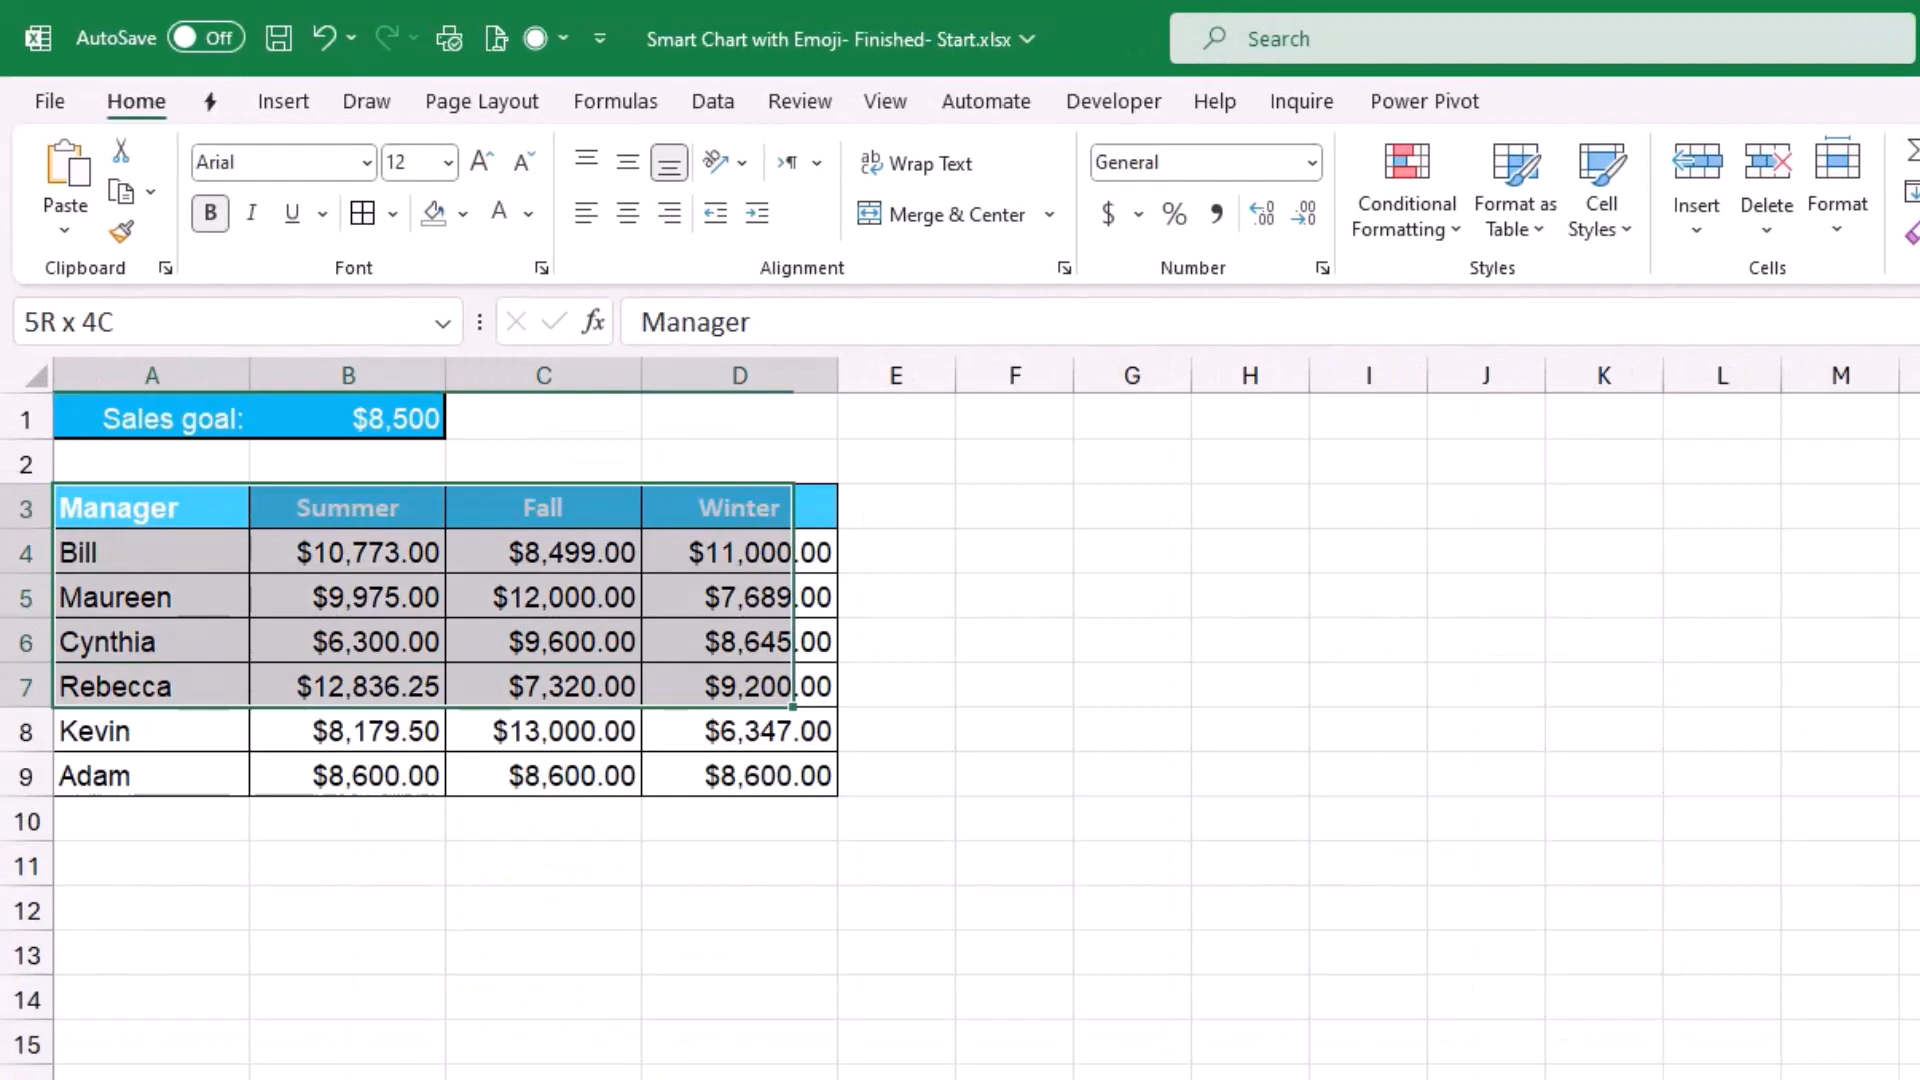 AutoSave Off Smart Chart with Emoji- Finished- Start.xlsx Search
File Home Insert Draw Page Layout Formulas Data Review View Automate Developer Help Inquire Power Pivot
Paste
Clipboard
Arial 12
B I U
Font
Wrap Text
Merge & Center
Alignment
General
$ % ,
Number
Conditional Formatting
Format as Table
Cell Styles
Styles
Insert Delete Format
Cells
5R x 4C fx Manager
A B C D E F G H I J K L M
1 Sales goal: $8,500
2
3 Manager Summer Fall Winter
4 Bill $10,773.00 $8,499.00 $11,000.00
5 Maureen $9,975.00 $12,000.00 $7,689.00
6 Cynthia $6,300.00 $9,600.00 $8,645.00
7 Rebecca $12,836.25 $7,320.00 $9,200.00
8 Kevin $8,179.50 $13,000.00 $6,347.00
9 Adam $8,600.00 $8,600.00 $8,600.00
10
11
12
13
14
15